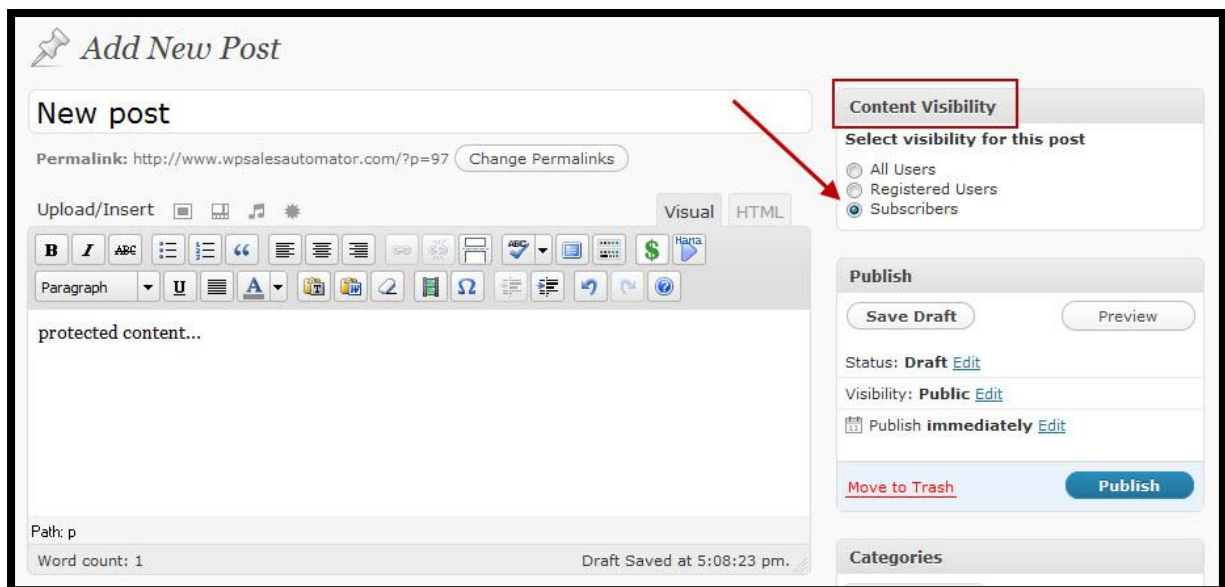 Add New Post
New post
Permalink: http://www.wpsalesautomator.com/?p=97 Change Permalinks
Upload/Insert
Visual HTML
B I ABC ABC $ Hana
Paragraph U A T W Ω
protected content...
Path: p
Word count: 1 Draft Saved at 5:08:23 pm.
Content Visibility
Select visibility for this post
All Users
Registered Users
Subscribers
Publish
Save Draft Preview
Status: Draft Edit
Visibility: Public Edit
Publish immediately Edit
Move to Trash Publish
Categories